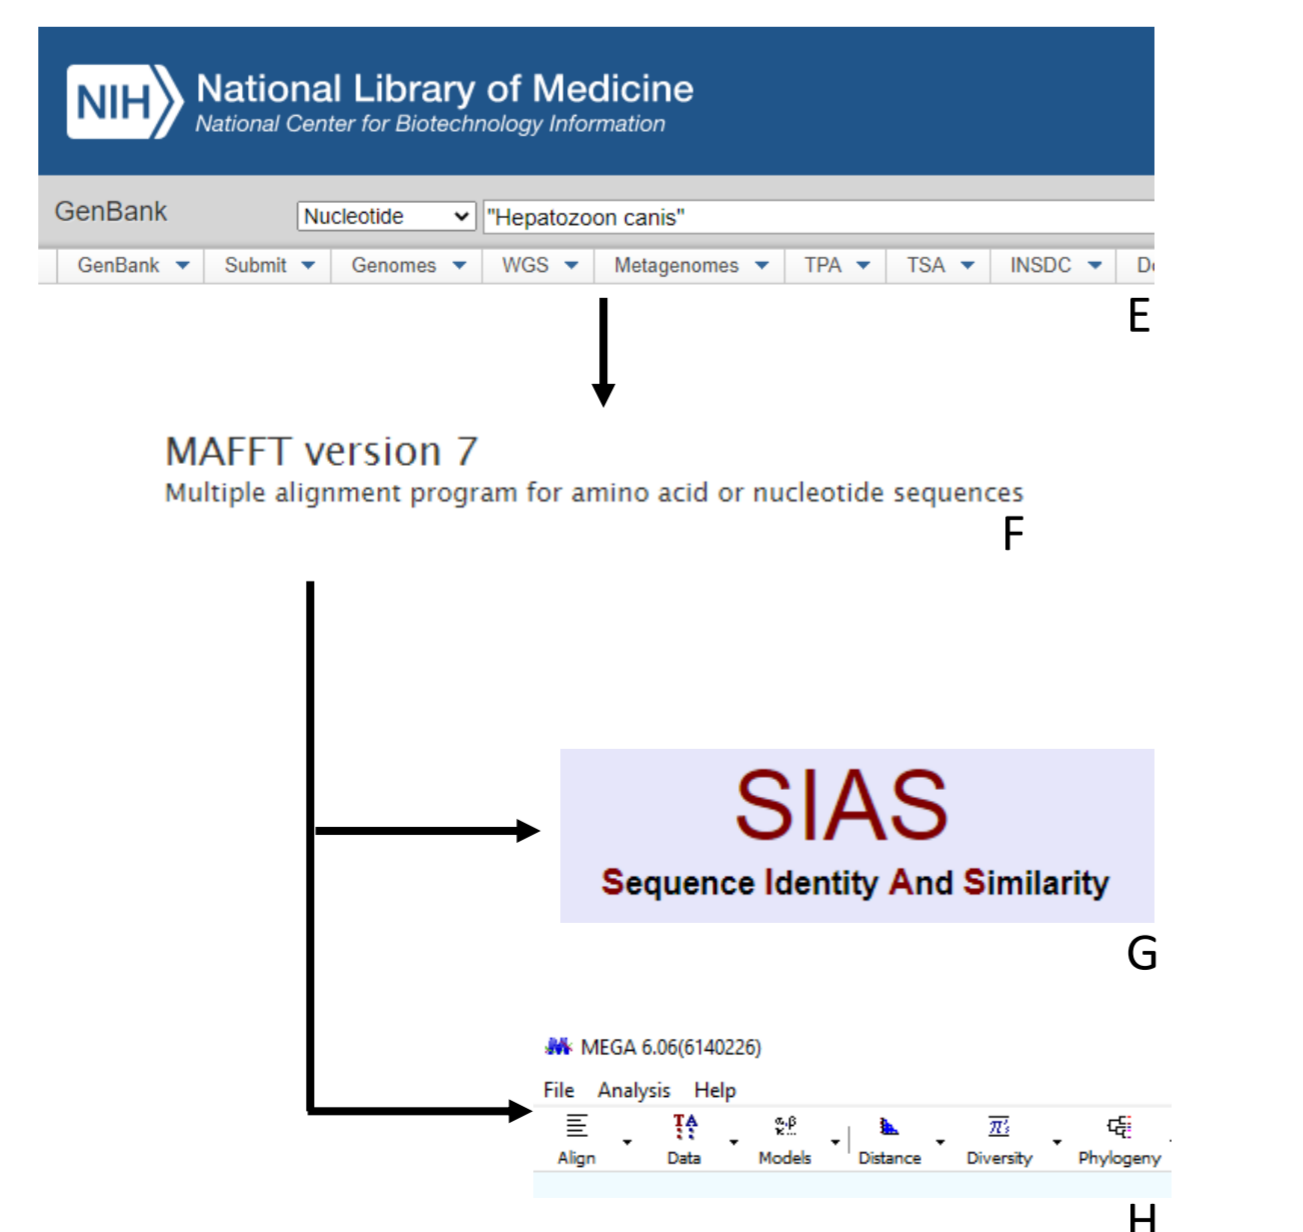 NIH National Library of Medicine
National Center for Biotechnology Information
GenBank Nucleotide "Hepatozoon canis"
GenBank Submit Genomes WGS Metagenomes TPA TSA INSDC
E
MAFFT version 7
Multiple alignment program for amino acid or nucleotide sequences
F
SIAS
Sequence Identity And Similarity
G
MEGA 6.06(6140226)
File Analysis Help
Align Data Models Distance Diversity Phylogeny
H